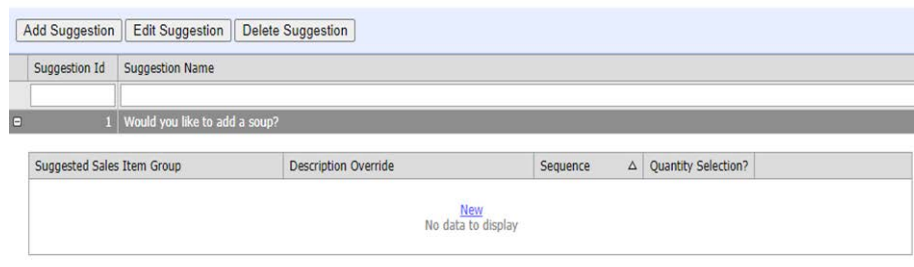 Add Suggestion Edit Suggestion Delete Suggestion
Suggestion Id Suggestion Name
1 Would you like to add a soup?
Suggested Sales Item Group Description Override Sequence Quantity Selection?
New
No data to display